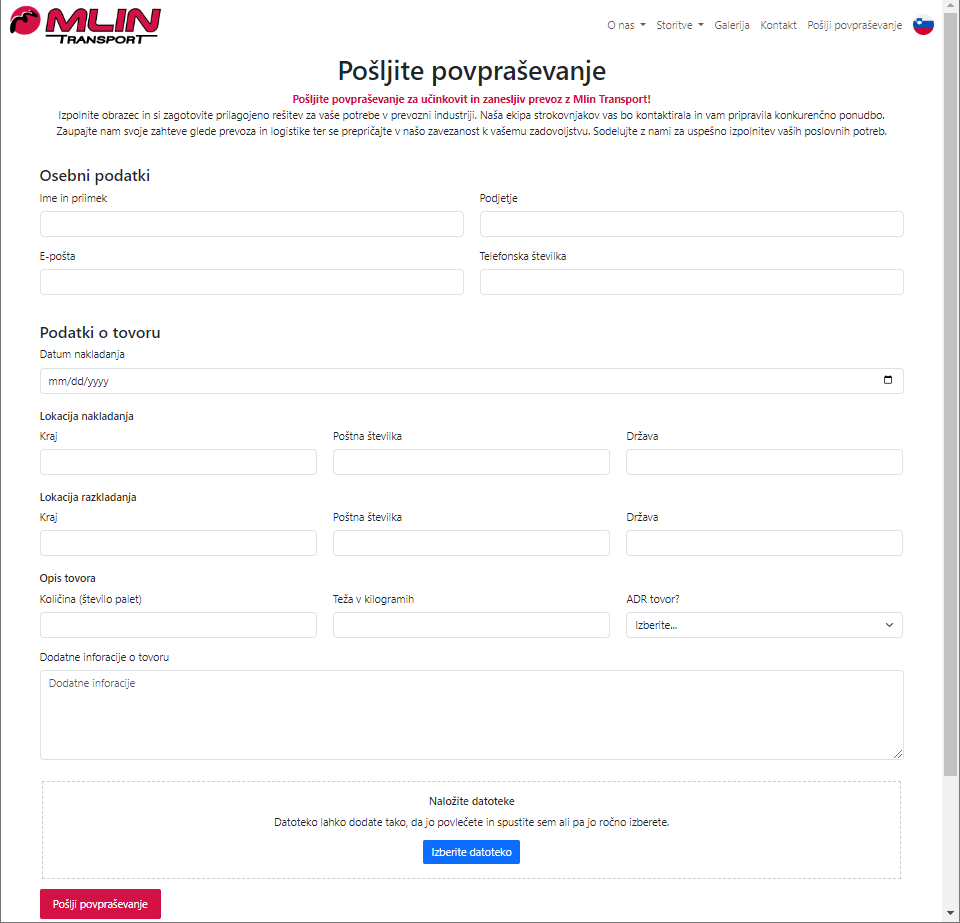 MLIN
TRANSPORT
O nas Storitve Galerija Kontakt Pošlji povpraševanje
Pošljite povpraševanje
Pošljite povpraševanje za učinkovit in zanesljiv prevoz z Mlin Transport!
Izpolnite obrazec in si zagotovite prilagojeno rešitev za vaše potrebe v prevozni industriji. Naša ekipa strokovnjakov vas bo kontaktirala in vam pripravila konkurenčno ponudbo.
Zaupajte nam svoje zahteve glede prevoza in logistike ter se prepričajte v našo zavezanost k vašemu zadovoljstvu. Sodelujte z nami za uspešno izpolnitev vaših poslovnih potreb.
Osebni podatki
Ime in priimek Podjetje
E-pošta Telefonska številka
Podatki o tovoru
Datum nakladanja
mm/dd/yyyy
Lokacija nakladanja
Kraj Poštna številka Država
Lokacija razkladanja
Kraj Poštna številka Država
Opis tovora
Količina (število palet) Teža v kilogramih ADR tovor?
Izberite...
Dodatne inforacije o tovoru
Dodatne inforacije
Naložite datoteke
Datoteko lahko dodate tako, da jo povlečete in spustite sem ali pa jo ročno izberete.
Izberite datoteko
Pošlji povpraševanje